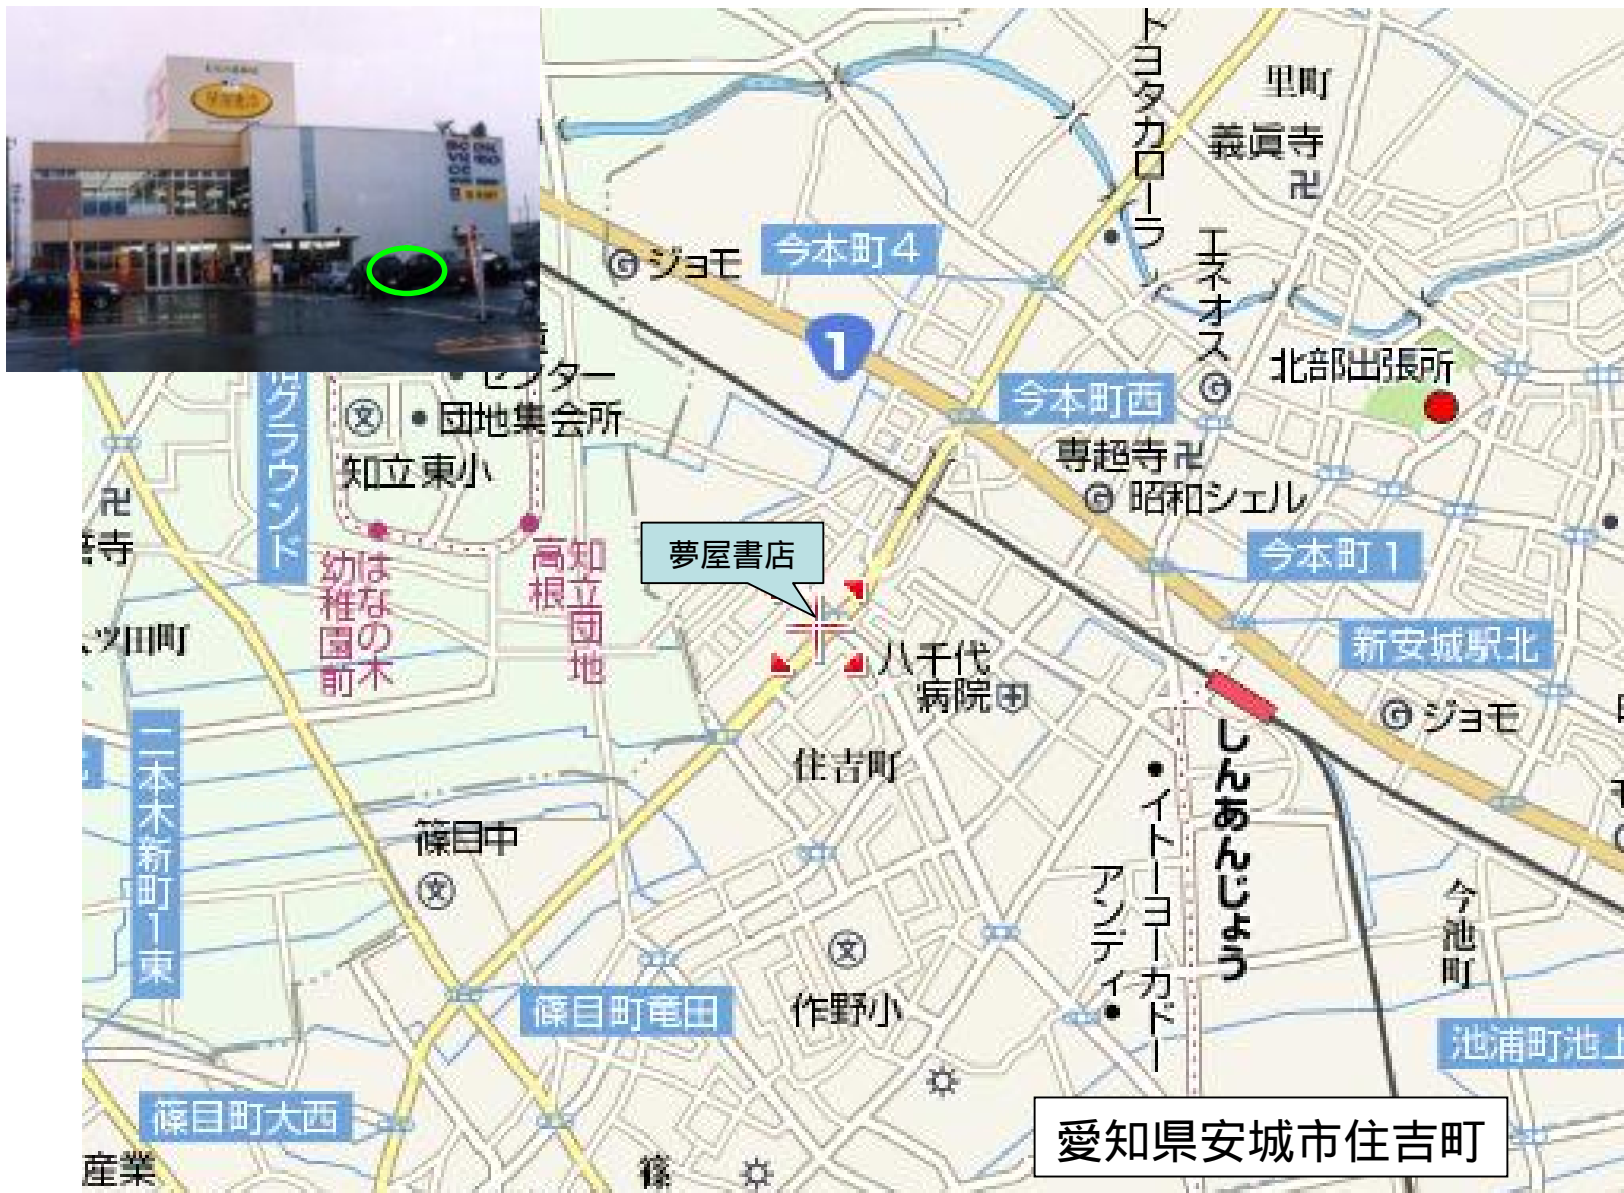 トヨタカローラ
里町
義眞寺
今本町4
ジョモ
エネオス
1
北部出張所
センター
団地集会所
今本町西
グラウンド
知立東小
専超寺
昭和シェル
夢屋書店
今本町1
はなの木
幼稚園前
知立団地
高根
新安城駅北
八千代
病院
ジョモ
二本木新町1東
住吉町
しんあんじょう
篠目中
イトーヨーカドー
アンディ
今池町
篠目町竜田
作野小
池浦町池上
篠目町大西
愛知県安城市住吉町
産業
篠